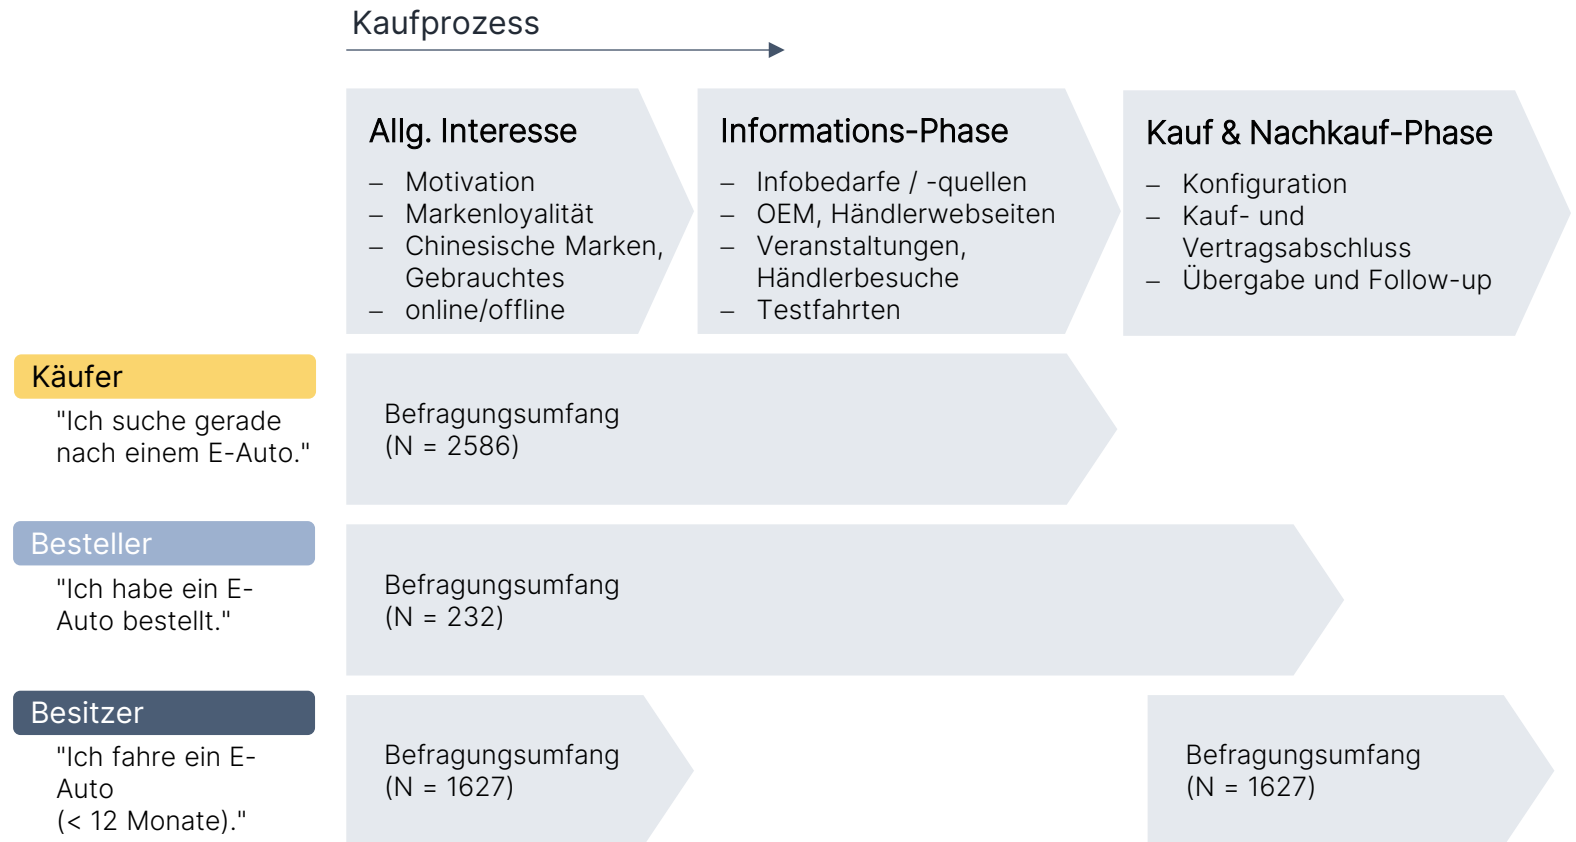 Kaufprozess
Allg. Interesse
– Motivation
– Markenloyalität
– Chinesische Marken,
Gebrauchtes
– online/offline
Informations-Phase
– Infobedarfe / -quellen
– OEM, Händlerwebseiten
– Veranstaltungen,
Händlerbesuche
– Testfahrten
Kauf & Nachkauf-Phase
– Konfiguration
– Kauf- und
Vertragsabschluss
– Übergabe und Follow-up
Käufer
"Ich suche gerade
nach einem E-Auto."
Befragungsumfang
(N = 2586)
Besteller
"Ich habe ein E-
Auto bestellt."
Befragungsumfang
(N = 232)
Besitzer
"Ich fahre ein E-
Auto
(< 12 Monate)."
Befragungsumfang
(N = 1627)
Befragungsumfang
(N = 1627)